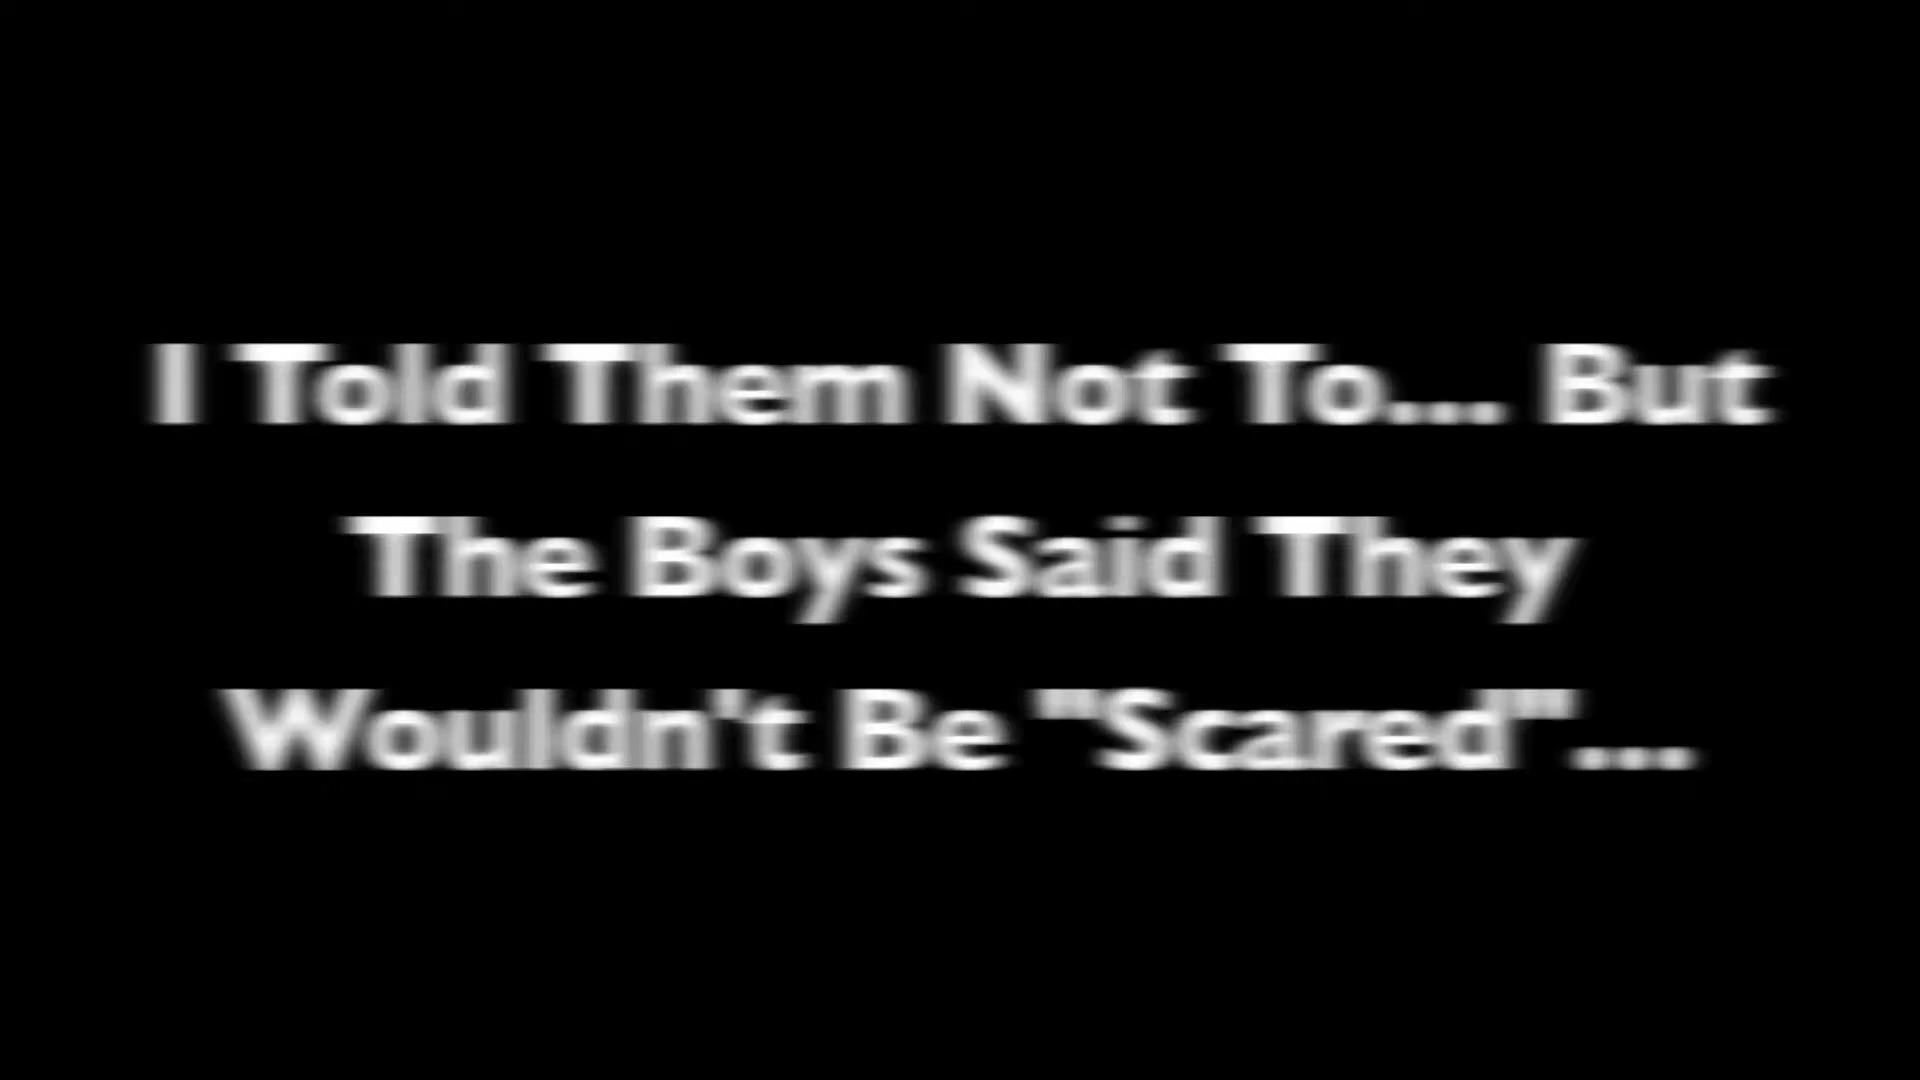 I Told Them Not To... But
The Boys Said They
Wouldn't Be "Scared"...